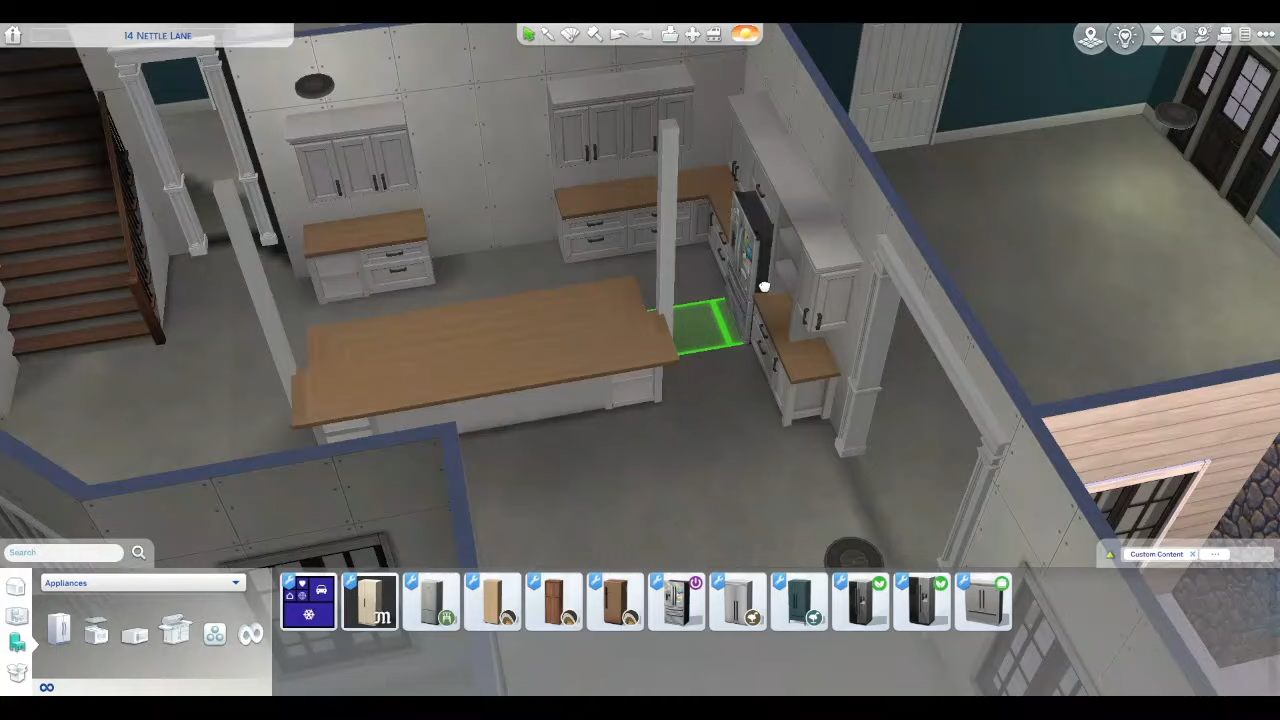 14 NETTLE LANE
Search
Custom Content
Appliances
m